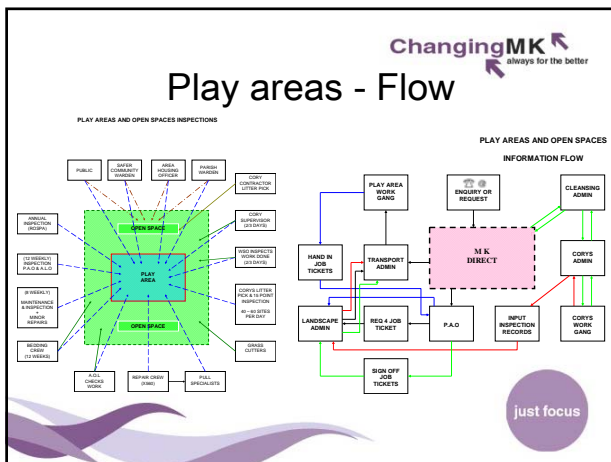 ChangingMK
always for the better
Play areas - Flow
PLAY AREAS AND OPEN SPACES INSPECTIONS
PUBLIC
SAFER
COMMUNITY
WARDEN
AREA
HOUSING
OFFICER
PARISH
WARDEN
CORY
CONTRACTOR
LITTER PICK
ANNUAL
INSPECTION
(ROSPA)
OPEN SPACE
CORY
SUPERVISOR
(2/3 DAYS)
(12 WEEKLY)
INSPECTION
P.A.O & A.L.O
PLAY
AREA
WSO INSPECTS
WORK DONE
(2/3 DAYS)
(8 WEEKLY)
MAINTENANCE
& INSPECTION
+
MINOR
REPAIRS
CORYS LITTER
PICK & 15 POINT
INSPECTION
40 – 60 SITES
PER DAY
OPEN SPACE
BEDDING
CREW
(12 WEEKS)
GRASS
CUTTERS
A.O.L
CHECKS
WORK
REPAIR CREW
PULL
SPECIALISTS
PLAY AREAS AND OPEN SPACES
INFORMATION FLOW
PLAY AREA
WORK
GANG
ENQUIRY OR
REQUEST
CLEANSING
ADMIN
HAND IN
JOB
TICKETS
TRANSPORT
ADMIN
M K
DIRECT
CORYS
ADMIN
LANDSCAPE
ADMIN
REQ 4 JOB
TICKET
P.A.O
INPUT
INSPECTION
RECORDS
CORYS
WORK
GANG
SIGN OFF
JOB
TICKETS
just focus